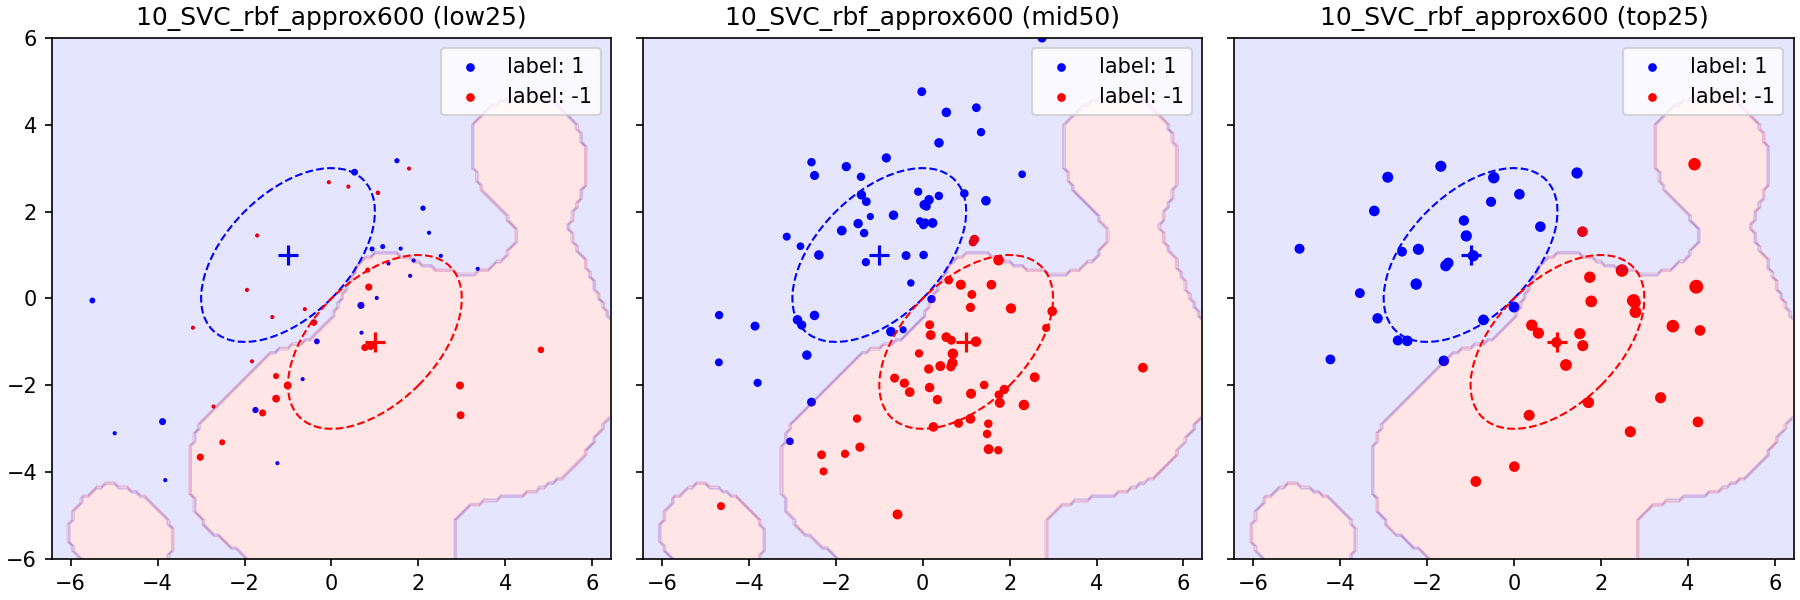 10_SVC_rbf_approx600 (low25)
10_SVC_rbf_approx600 (mid50)
10_SVC_rbf_approx600 (top25)
label: 1
label: -1
label: 1
label: -1
label: 1
label: -1
6
4
2
0
−2
−4
−6
−6 −4 −2 0 2 4 6
−6 −4 −2 0 2 4 6
−6 −4 −2 0 2 4 6